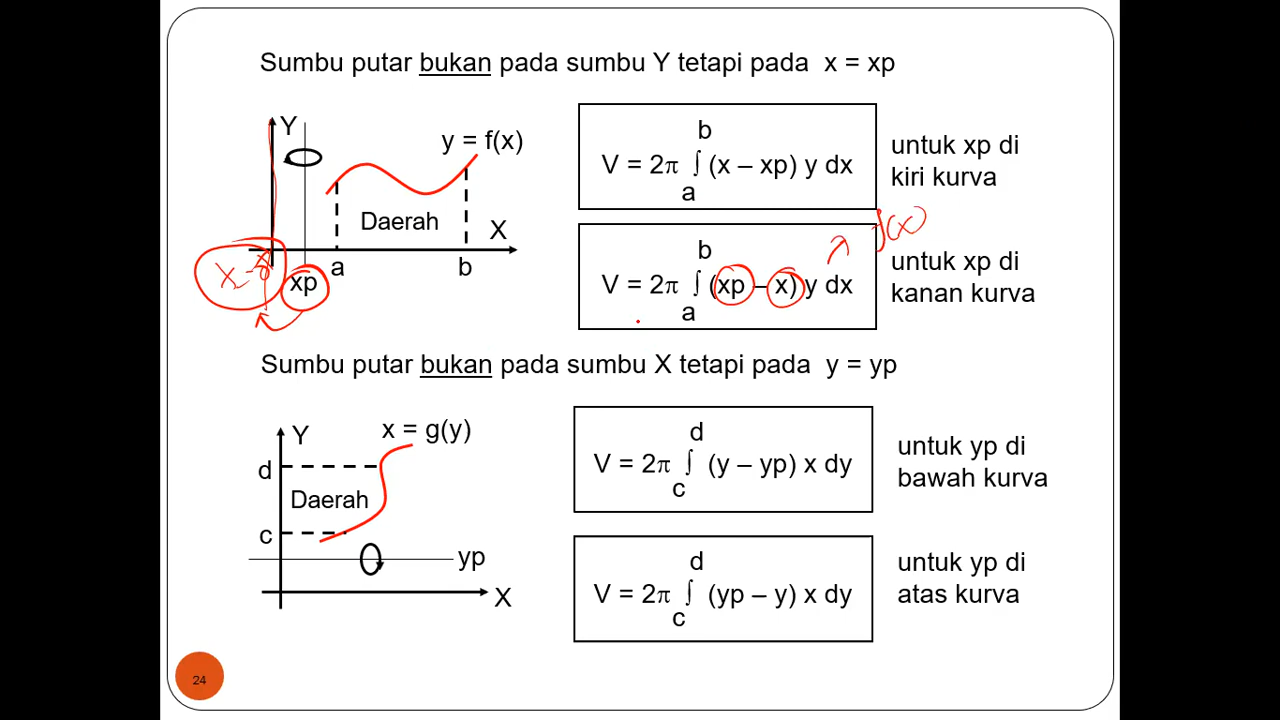 Sumbu putar bukan pada sumbu Y tetapi pada x = xp
Y
y = f(x)
Daerah
X
a
b
xp
b
V = 2π ∫ (x – xp) y dx
a
untuk xp di
kiri kurva
f(x)
b
V = 2π ∫ (xp – x) y dx
a
untuk xp di
kanan kurva
Sumbu putar bukan pada sumbu X tetapi pada y = yp
Y
x = g(y)
d
Daerah
c
yp
X
d
V = 2π ∫ (y – yp) x dy
c
untuk yp di
bawah kurva
d
V = 2π ∫ (yp – y) x dy
c
untuk yp di
atas kurva
24